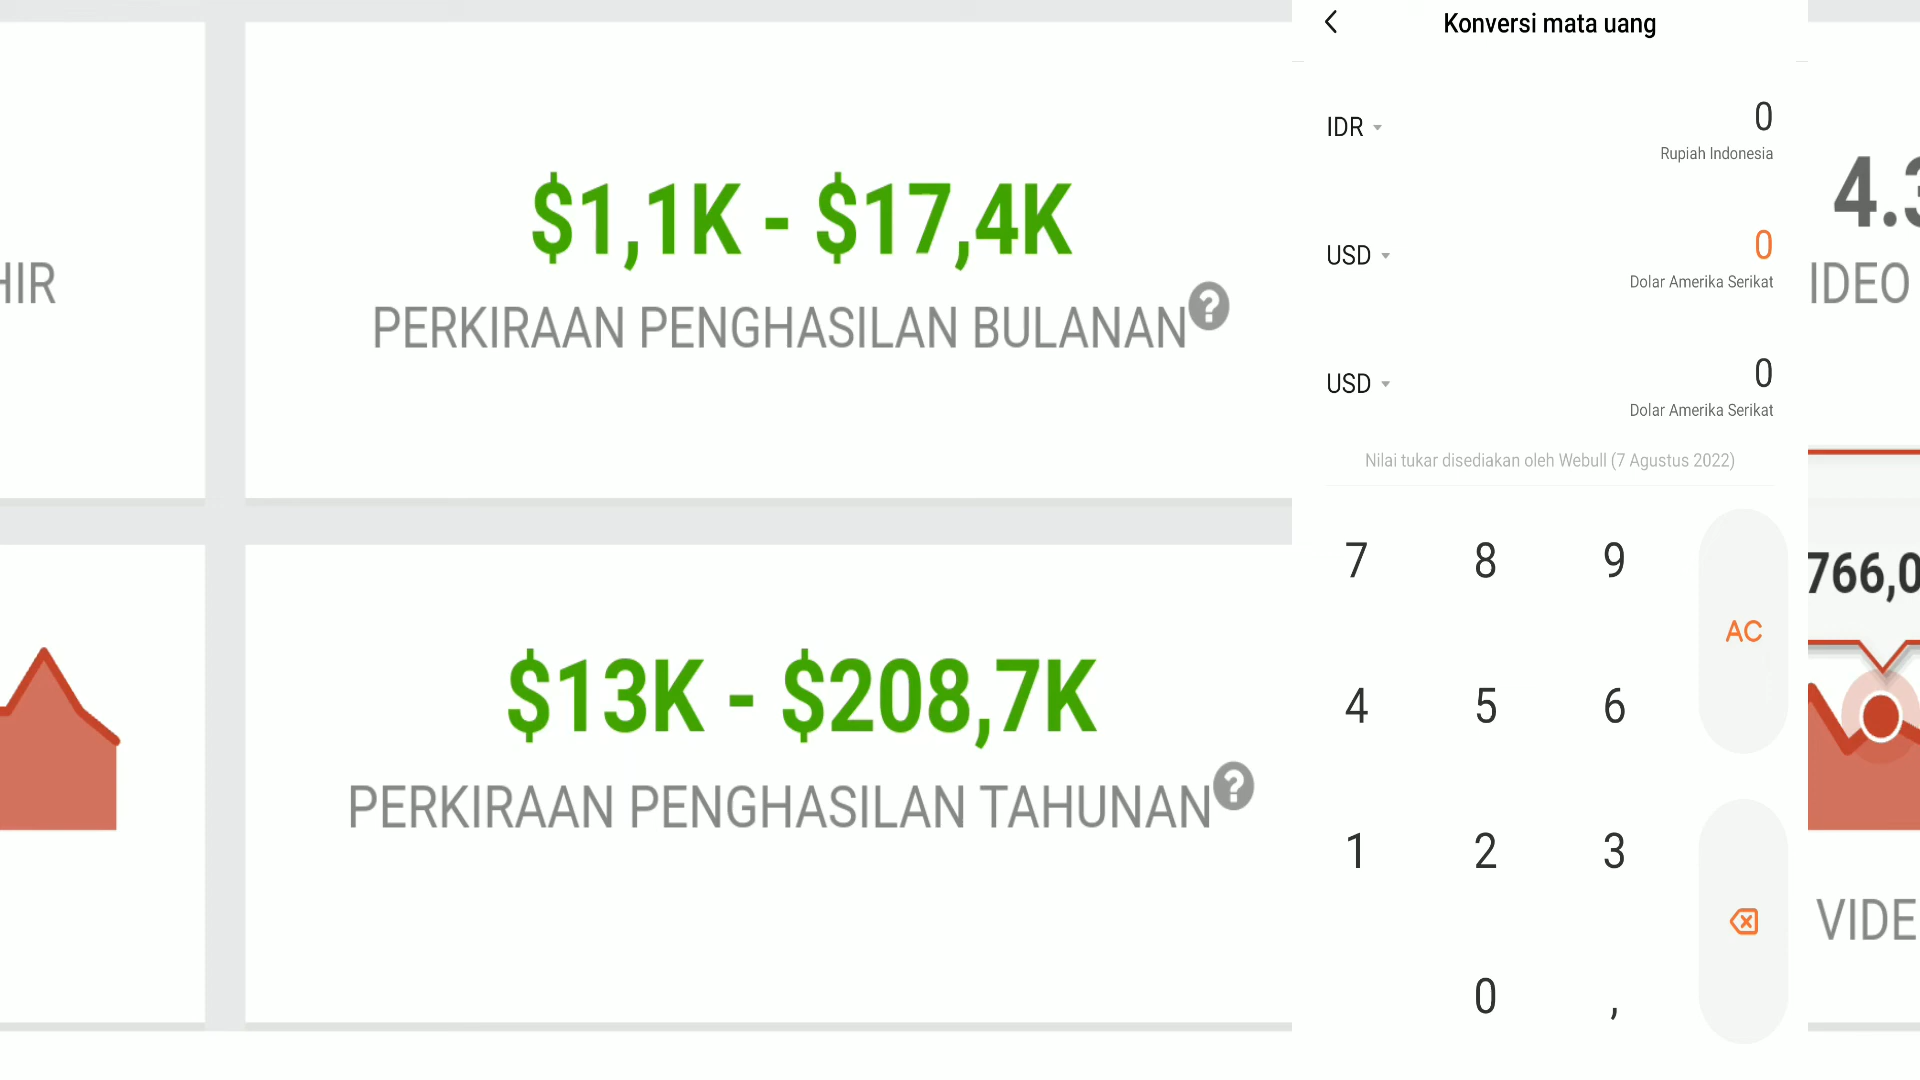 HIR
$1,1K - $17,4K
PERKIRAAN PENGHASILAN BULANAN
?
$13K - $208,7K
PERKIRAAN PENGHASILAN TAHUNAN
?
Konversi mata uang
IDR
0
Rupiah Indonesia
USD
0
Dolar Amerika Serikat
USD
0
Dolar Amerika Serikat
Nilai tukar disediakan oleh Webull (7 Agustus 2022)
7 8 9
AC
4 5 6
1 2 3
0 ,
4.3
IDEO
766,0
VIDE